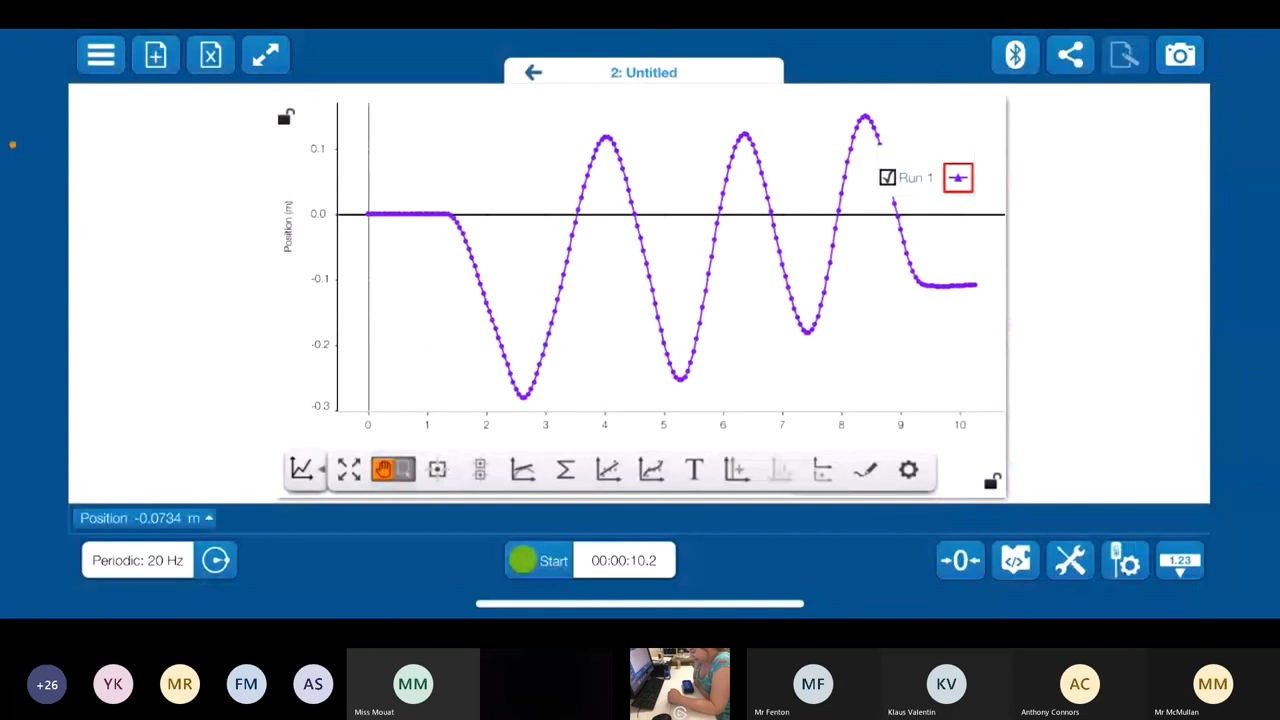 2: Untitled
0.1
0.0
-0.1
-0.2
-0.3
Position (m)
Run 1
0 1 2 3 4 5 6 7 8 9 10
Σ T
Position -0.0734 m
Periodic: 20 Hz
Start 00:00:10.2
→0← </> 1.23
+26 YK MR FM AS MM MF KV AC MM
Miss Mouat Mr Fenton Klaus Valentin Anthony Connors Mr McMullan